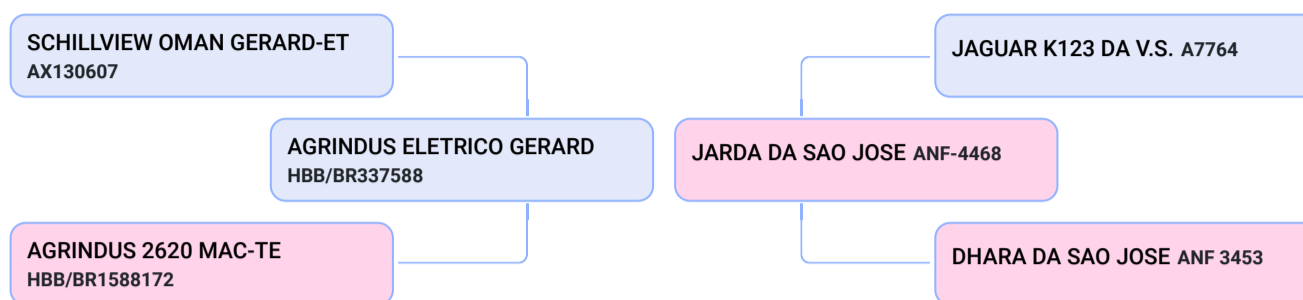 SCHILLVIEW OMAN GERARD-ET
AX130607
JAGUAR K123 DA V.S. A7764
AGRINDUS ELETRICO GERARD
HBB/BR337588
JARDA DA SAO JOSE ANF-4468
AGRINDUS 2620 MAC-TE
HBB/BR1588172
DHARA DA SAO JOSE ANF 3453